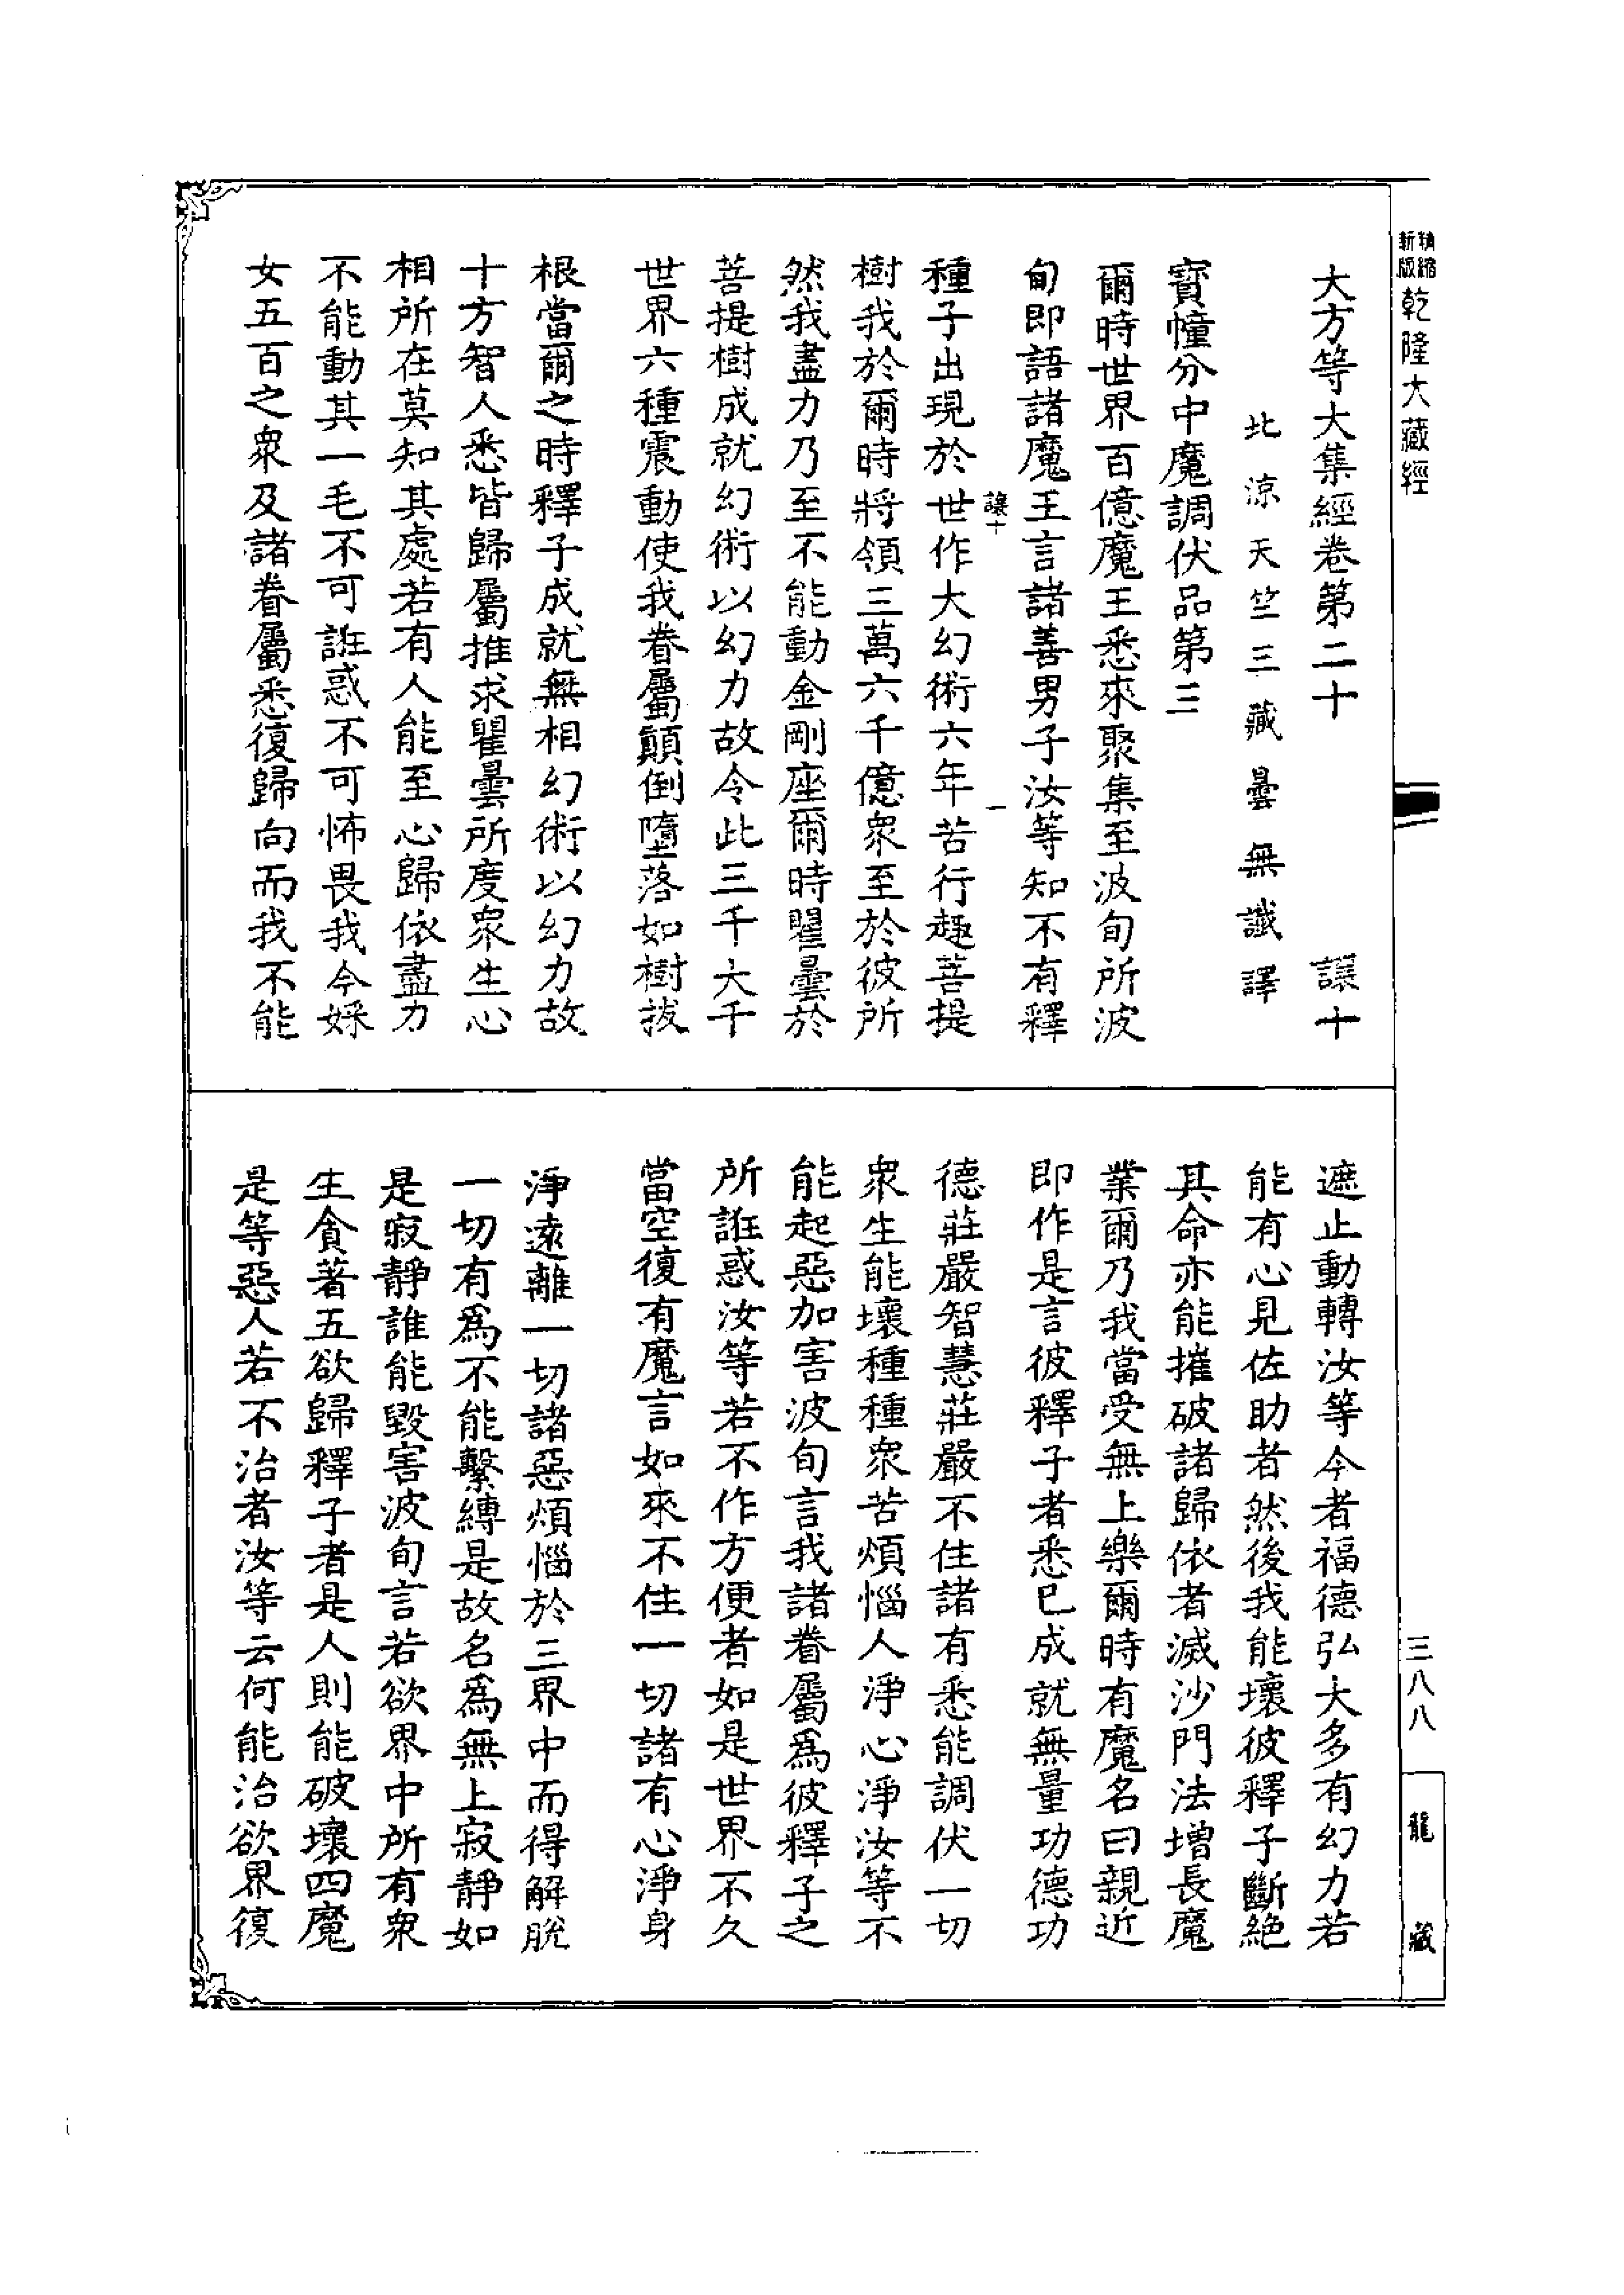 精縮
新版
乾隆大藏經
大方等大集經卷第二十 讓十
北涼天竺三藏曇無讖譯
寶幢分中魔調伏品第三
爾時世界百億魔王悉來聚集至波旬所波
旬即語諸魔王言諸善男子汝等知不有釋
讓十 一
種子出現於世作大幻術六年苦行趣菩提
樹我於爾時將領三萬六千億眾至於彼所
然我盡力乃至不能動金剛座爾時瞿曇於
菩提樹成就幻術以幻力故令此三千大千
世界六種震動使我眷屬顛倒墮落如樹拔
根當爾之時釋子成就無相幻術以幻力故
十方智人悉皆歸屬推求瞿曇所度眾生心
相所在莫知其處若有人能至心歸依盡力
不能動其一毛不可誑惑不可怖畏我今婇
女五百之眾及諸眷屬悉復歸向而我不能
遮止動轉汝等今者福德弘大多有幻力若
能有心見佐助者然後我能壞彼釋子斷絕
其命亦能摧破諸歸依者滅沙門法增長魔
業爾乃我當受無上樂爾時有魔名曰親近
即作是言彼釋子者悉已成就無量功德功
德莊嚴智慧莊嚴不住諸有悉能調伏一切
眾生能壞種種眾苦煩惱人淨心淨汝等不
能起惡加害波旬言我諸眷屬為彼釋子之
所誑惑汝等若不作方便者如是世界不久
當空復有魔言如來不住一切諸有心淨身
淨遠離一切諸惡煩惱於三界中而得解脫
一切有為不能繫縛是故名為無上寂靜如
是寂靜誰能毀害波旬言若欲界中所有眾
生貪著五欲歸釋子者是人則能破壞四魔
是等惡人若不治者汝等云何能治欲界復
三八八
龍藏